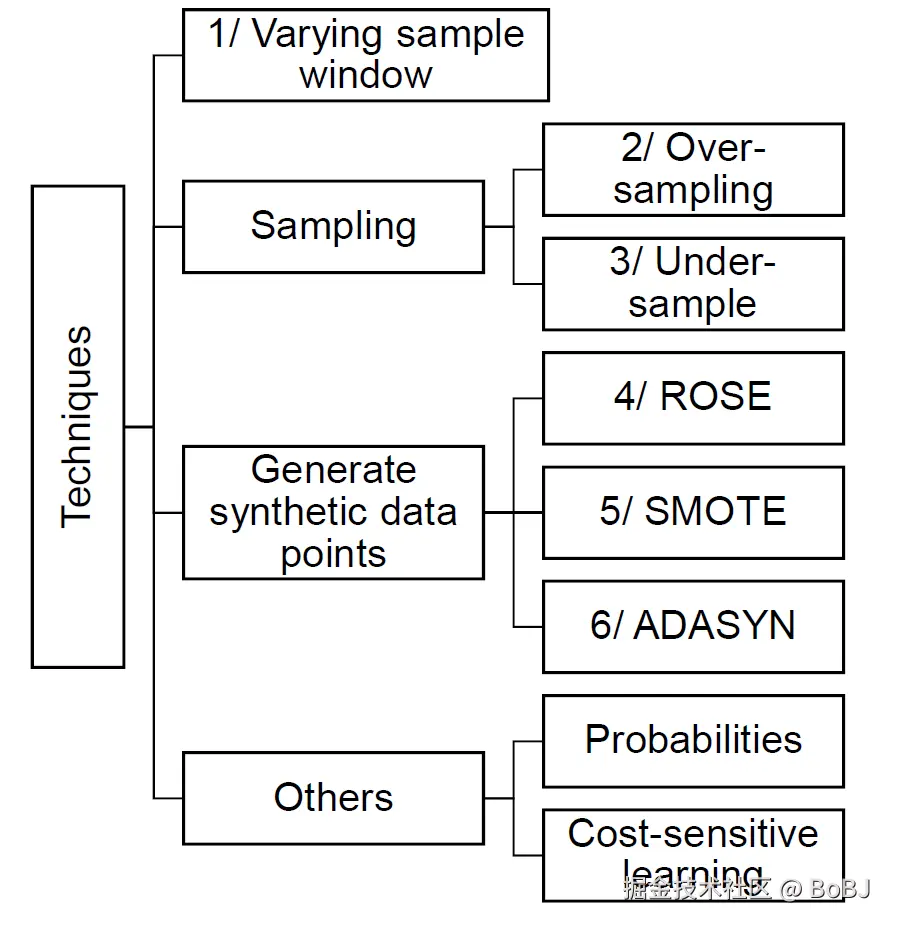 1/ Varying sample
window
2/ Over-
sampling
Sampling
3/ Under-
sample
Techniques
4/ ROSE
Generate
synthetic data
points
5/ SMOTE
6/ ADASYN
Probabilities
Others
Cost-sensitive
learning
掘金技术社区 @ BoBJ